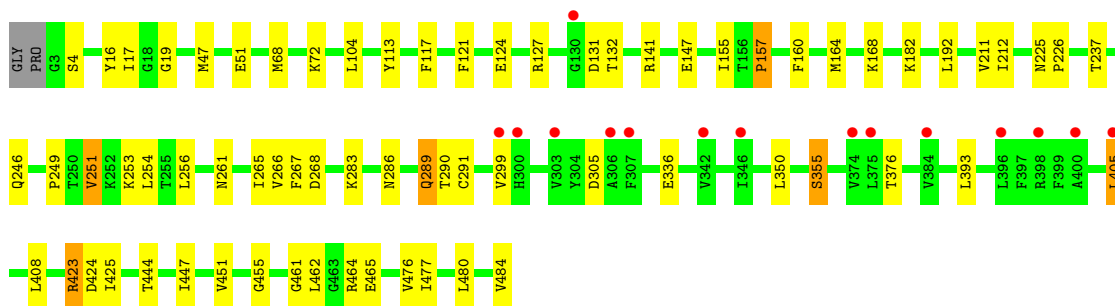 GLY PRO G3 S4 Y16 I17 G18 G19 M47 E51 M68 K72 L104 Y113 F117 F121 E124 R127 G130 D131 T132 R141 E147 I155 T156 P157 F160 M164 K168 K182 L192 V211 I212 N225 P226 T237
Q246 P249 T250 V251 K252 K253 L254 T255 L256 N261 I265 V266 F267 D268 K283 N286 Q289 T290 C291 V299 H300 V303 Y304 D305 A306 F307 E336 V342 I346 L350 S355 V374 L375 T376 V384 L393 L396 F397 R398 F399 A400 L405
L408 R423 D424 I425 T444 I447 V451 G455 G461 L462 G463 R464 E465 V476 I477 L480 V484